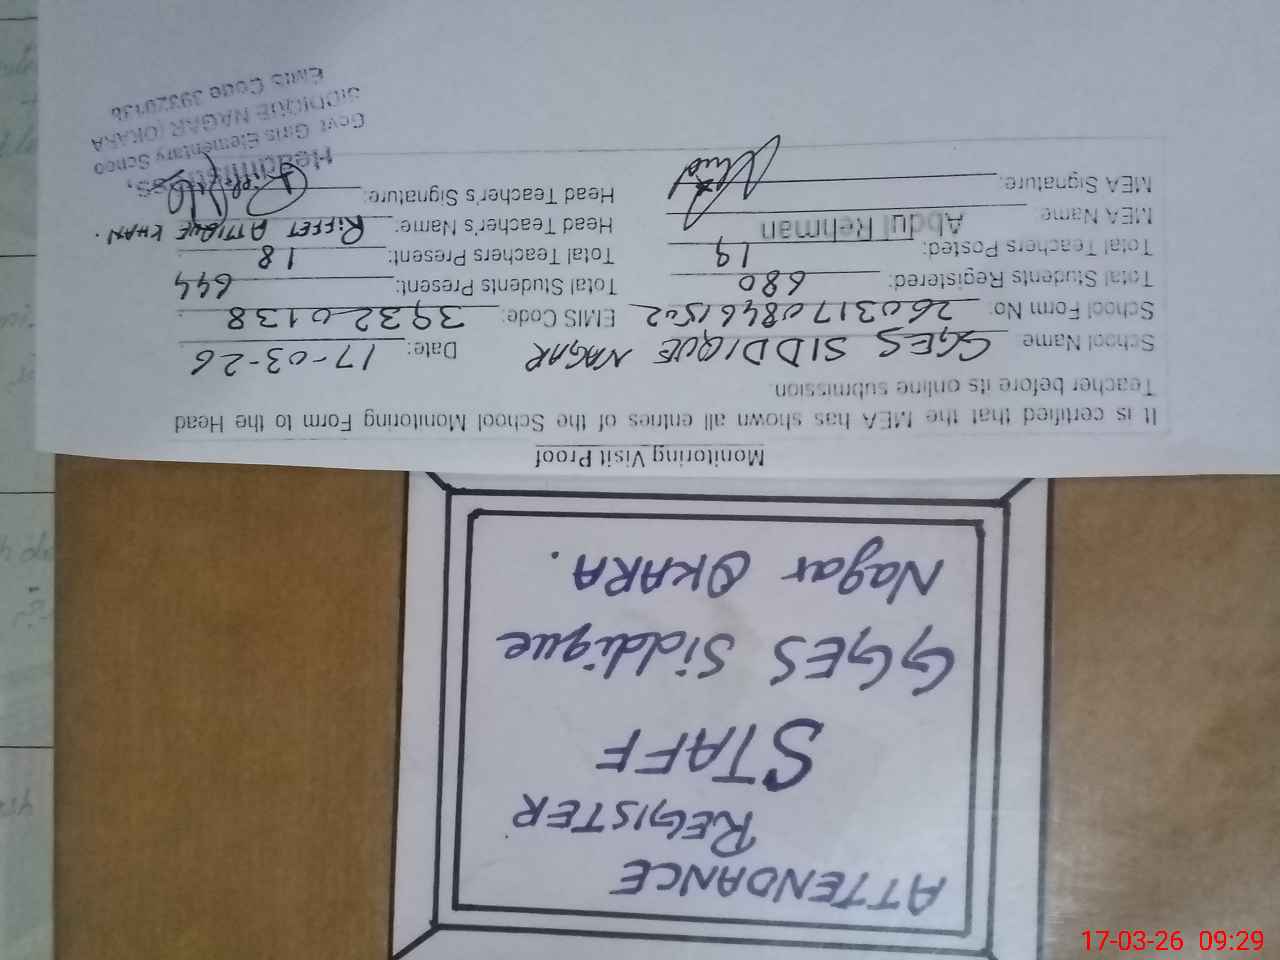 ATTENDANCE
REGISTER
STAFF
GGES Siddique
Nagar OKARA.
Monitoring Visit Proof
It is certified that the MEA has shown all entries of the School Monitoring Form to the Head
Teacher before its online submission.
School Name: GGES SIDDIQUE NAGAR Date: 17-03-26
School Form No: 26031708461502 EMIS Code: 39320138
Total Students Registered: 680 Total Students Present: 644
Total Teachers Posted: 19 Total Teachers Present: 18
MEA Name: Abdul Rehman Head Teacher's Name: RIFFET ATTIQUE KHAN.
MEA Signature: Head Teacher's Signature:
Headmistress,
Govt Girls Elementary School
SIDDIQUE NAGAR OKARA
EMIS Code 39320138
17-03-26 09:29